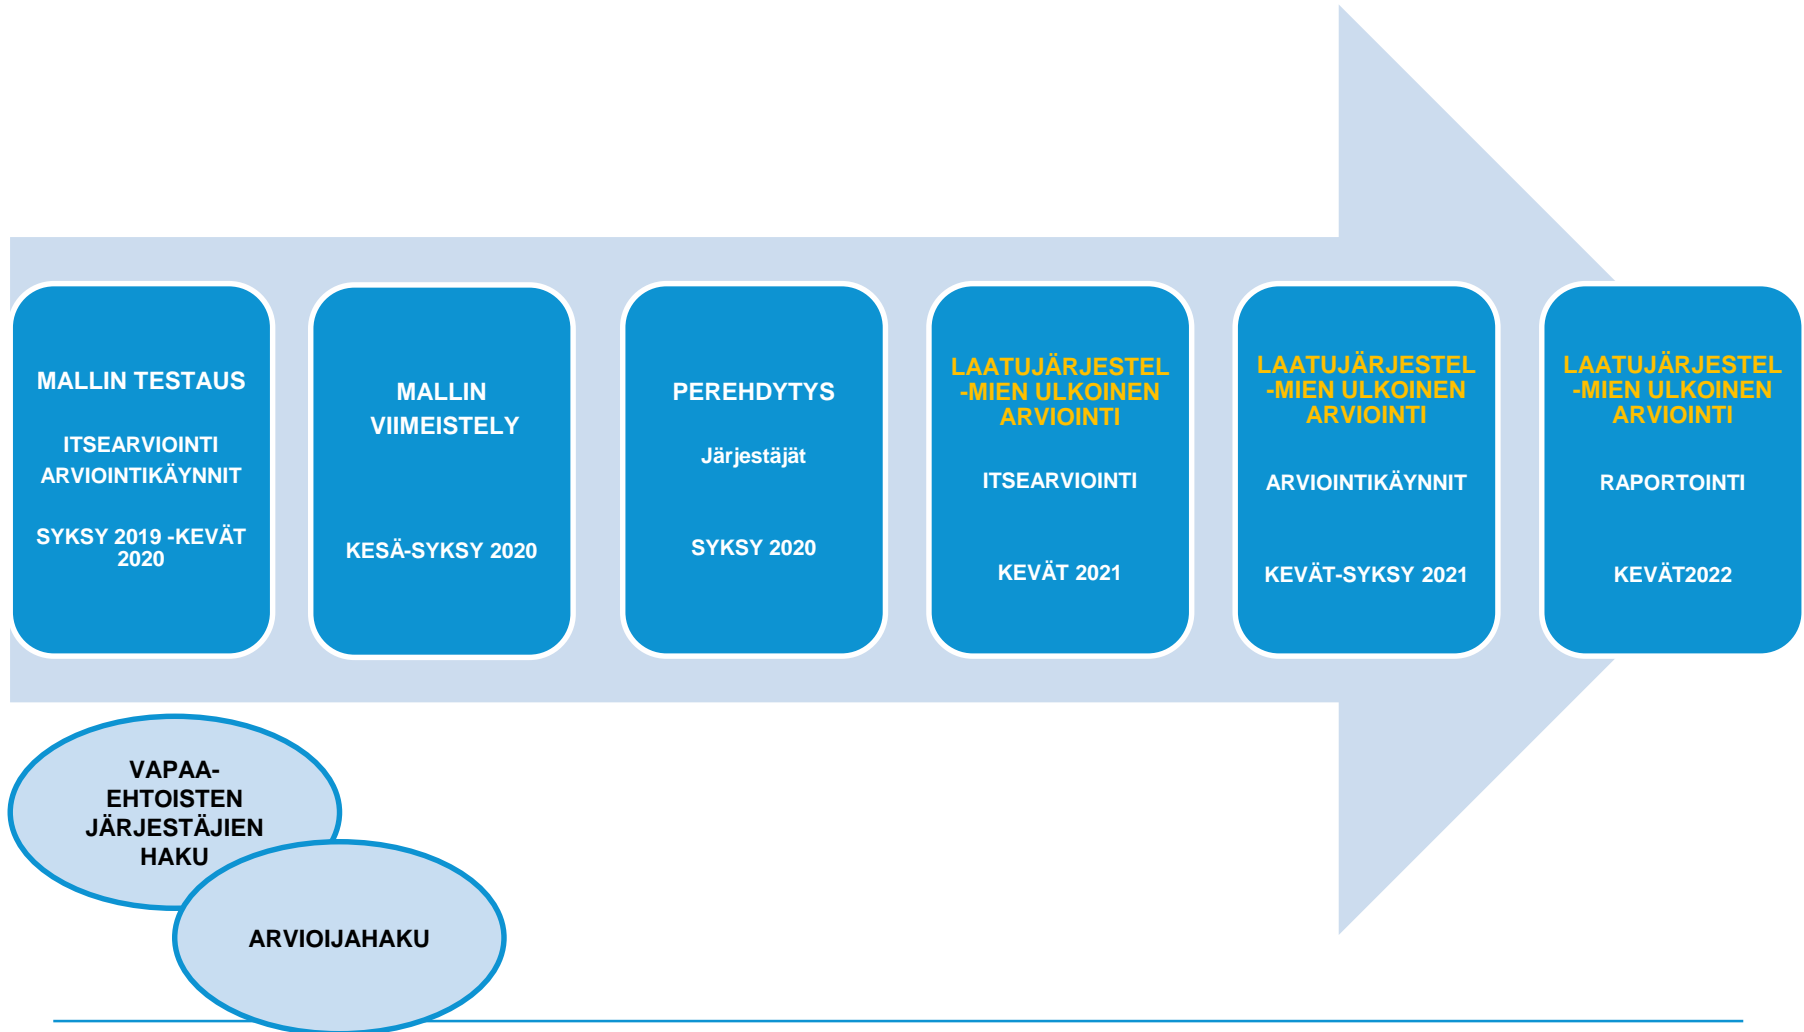 MALLIN TESTAUS
ITSEARVIOINTI
ARVIOINTIKÄYNNIT
SYKSY 2019 -KEVÄT
2020
MALLIN
VIIMEISTELY
KESÄ-SYKSY 2020
PEREHDYTYS
Järjestäjät
SYKSY 2020
LAATUJÄRJESTEL
-MIEN ULKOINEN
ARVIOINTI
ITSEARVIOINTI
KEVÄT 2021
LAATUJÄRJESTEL
-MIEN ULKOINEN
ARVIOINTI
ARVIOINTIKÄYNNIT
KEVÄT-SYKSY 2021
LAATUJÄRJESTEL
-MIEN ULKOINEN
ARVIOINTI
RAPORTOINTI
KEVÄT2022
VAPAA-
EHTOISTEN
JÄRJESTÄJIEN
HAKU
ARVIOIJAHAKU